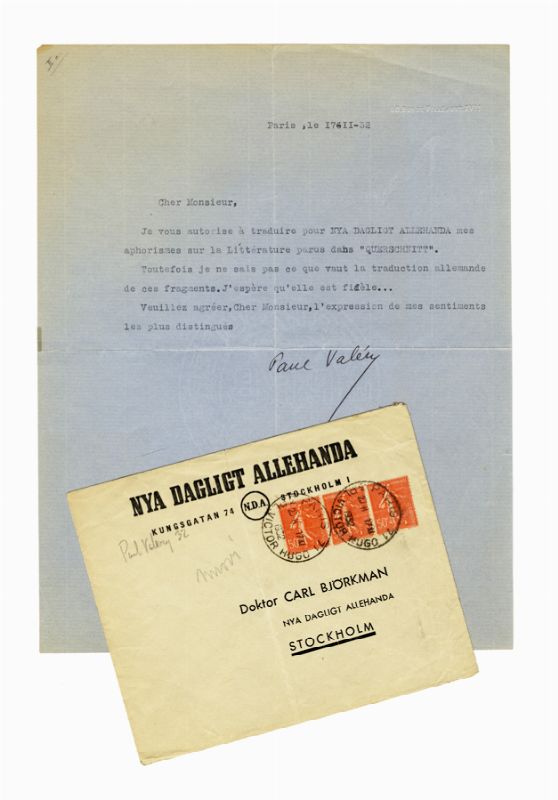 Paris ,le 17-II-32
Cher Monsieur,
Je vous autorise à traduire pour NYA DAGLIGT ALLEHANDA mes
aphorismes sur la Littérature parus dans "QUERSCHNITT".
Toutefois je ne sais pas ce que vaut la traduction allemande
de ces fragments.J'espère qu'elle est fidèle...
Veuillez agréer,Cher Monsieur,l'expression de mes sentiments
les plus distingués
Paul Valéry
NYA DAGLIGT ALLEHANDA
KUNGSGATAN 74 N.D.A. STOCKHOLM 1
VICTOR HUGO
Paul Valéry 32
Doktor CARL BJÖRKMAN
NYA DAGLIGT ALLEHANDA
STOCKHOLM